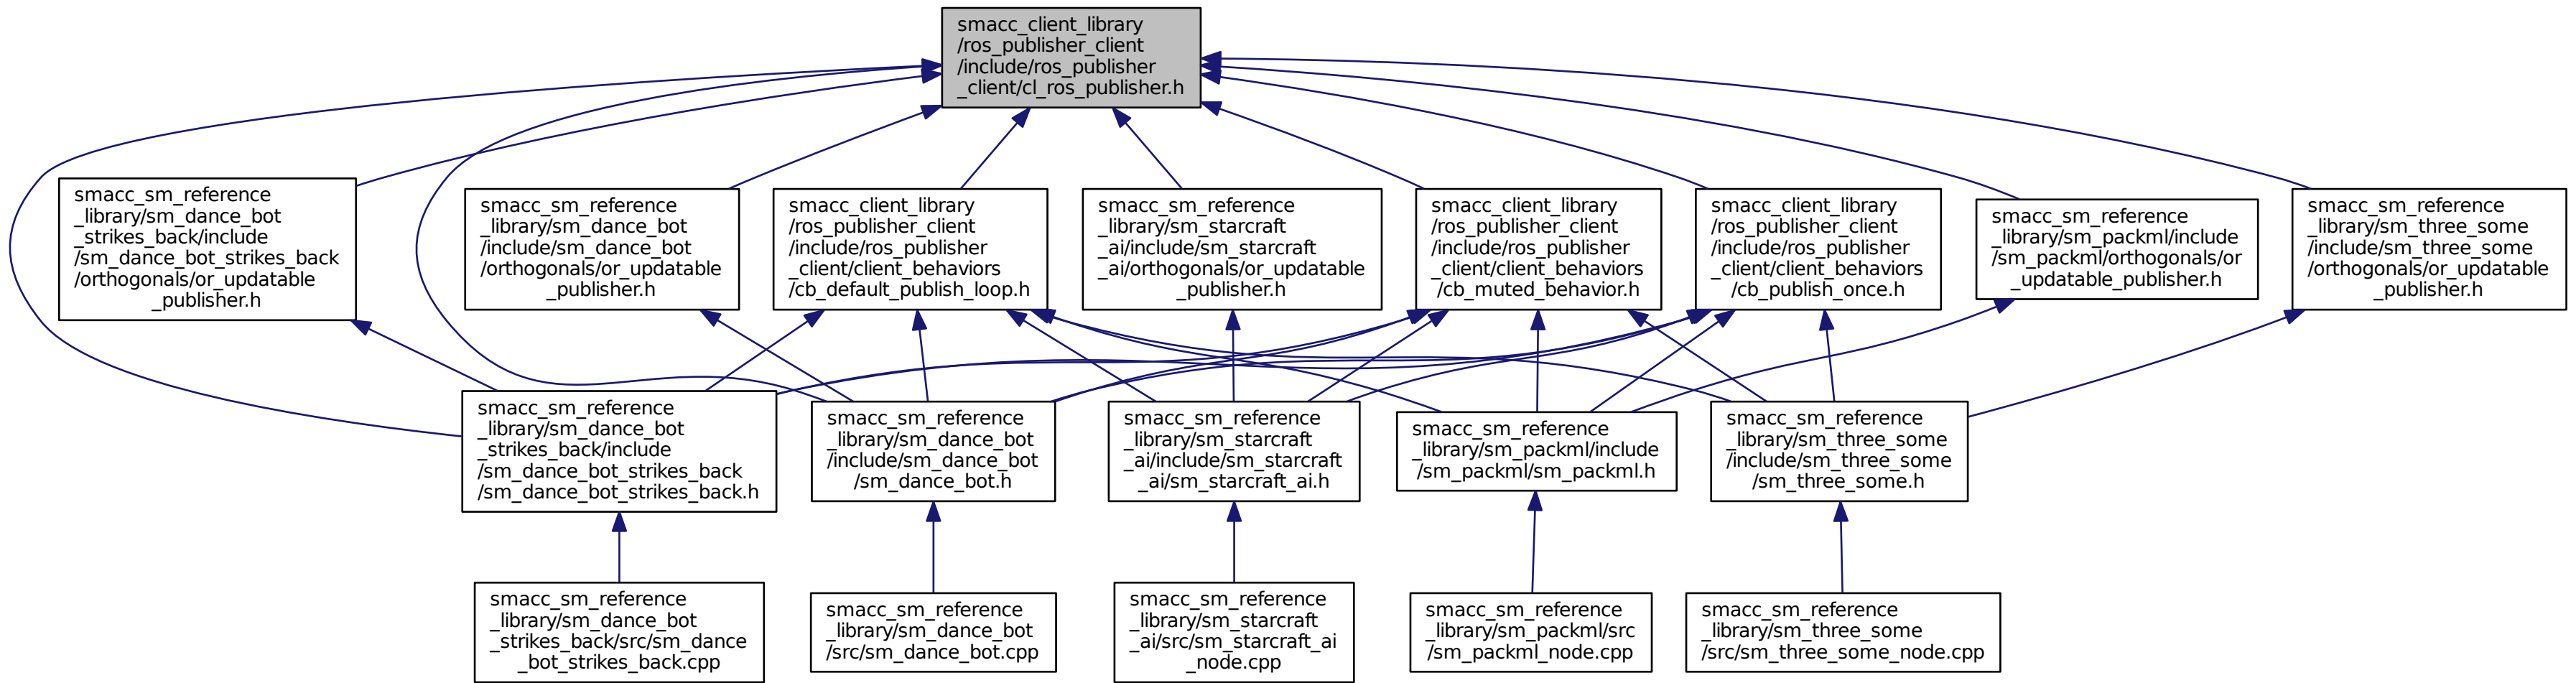 smacc_client_library
/ros_publisher_client
/include/ros_publisher
_client/cl_ros_publisher.h
smacc_sm_reference
_library/sm_dance_bot
_strikes_back/include
/sm_dance_bot_strikes_back
/orthogonals/or_updatable
_publisher.h
smacc_sm_reference
_library/sm_dance_bot
/include/sm_dance_bot
/orthogonals/or_updatable
_publisher.h
smacc_client_library
/ros_publisher_client
/include/ros_publisher
_client/client_behaviors
/cb_default_publish_loop.h
smacc_sm_reference
_library/sm_starcraft
_ai/include/sm_starcraft
_ai/orthogonals/or_updatable
_publisher.h
smacc_client_library
/ros_publisher_client
/include/ros_publisher
_client/client_behaviors
/cb_muted_behavior.h
smacc_client_library
/ros_publisher_client
/include/ros_publisher
_client/client_behaviors
/cb_publish_once.h
smacc_sm_reference
_library/sm_packml/include
/sm_packml/orthogonals/or
_updatable_publisher.h
smacc_sm_reference
_library/sm_three_some
/include/sm_three_some
/orthogonals/or_updatable
_publisher.h
smacc_sm_reference
_library/sm_dance_bot
_strikes_back/include
/sm_dance_bot_strikes_back
/sm_dance_bot_strikes_back.h
smacc_sm_reference
_library/sm_dance_bot
/include/sm_dance_bot
/sm_dance_bot.h
smacc_sm_reference
_library/sm_starcraft
_ai/include/sm_starcraft
_ai/sm_starcraft_ai.h
smacc_sm_reference
_library/sm_packml/include
/sm_packml/sm_packml.h
smacc_sm_reference
_library/sm_three_some
/include/sm_three_some
/sm_three_some.h
smacc_sm_reference
_library/sm_dance_bot
_strikes_back/src/sm_dance
_bot_strikes_back.cpp
smacc_sm_reference
_library/sm_dance_bot
/src/sm_dance_bot.cpp
smacc_sm_reference
_library/sm_starcraft
_ai/src/sm_starcraft_ai
_node.cpp
smacc_sm_reference
_library/sm_packml/src
/sm_packml_node.cpp
smacc_sm_reference
_library/sm_three_some
/src/sm_three_some_node.cpp